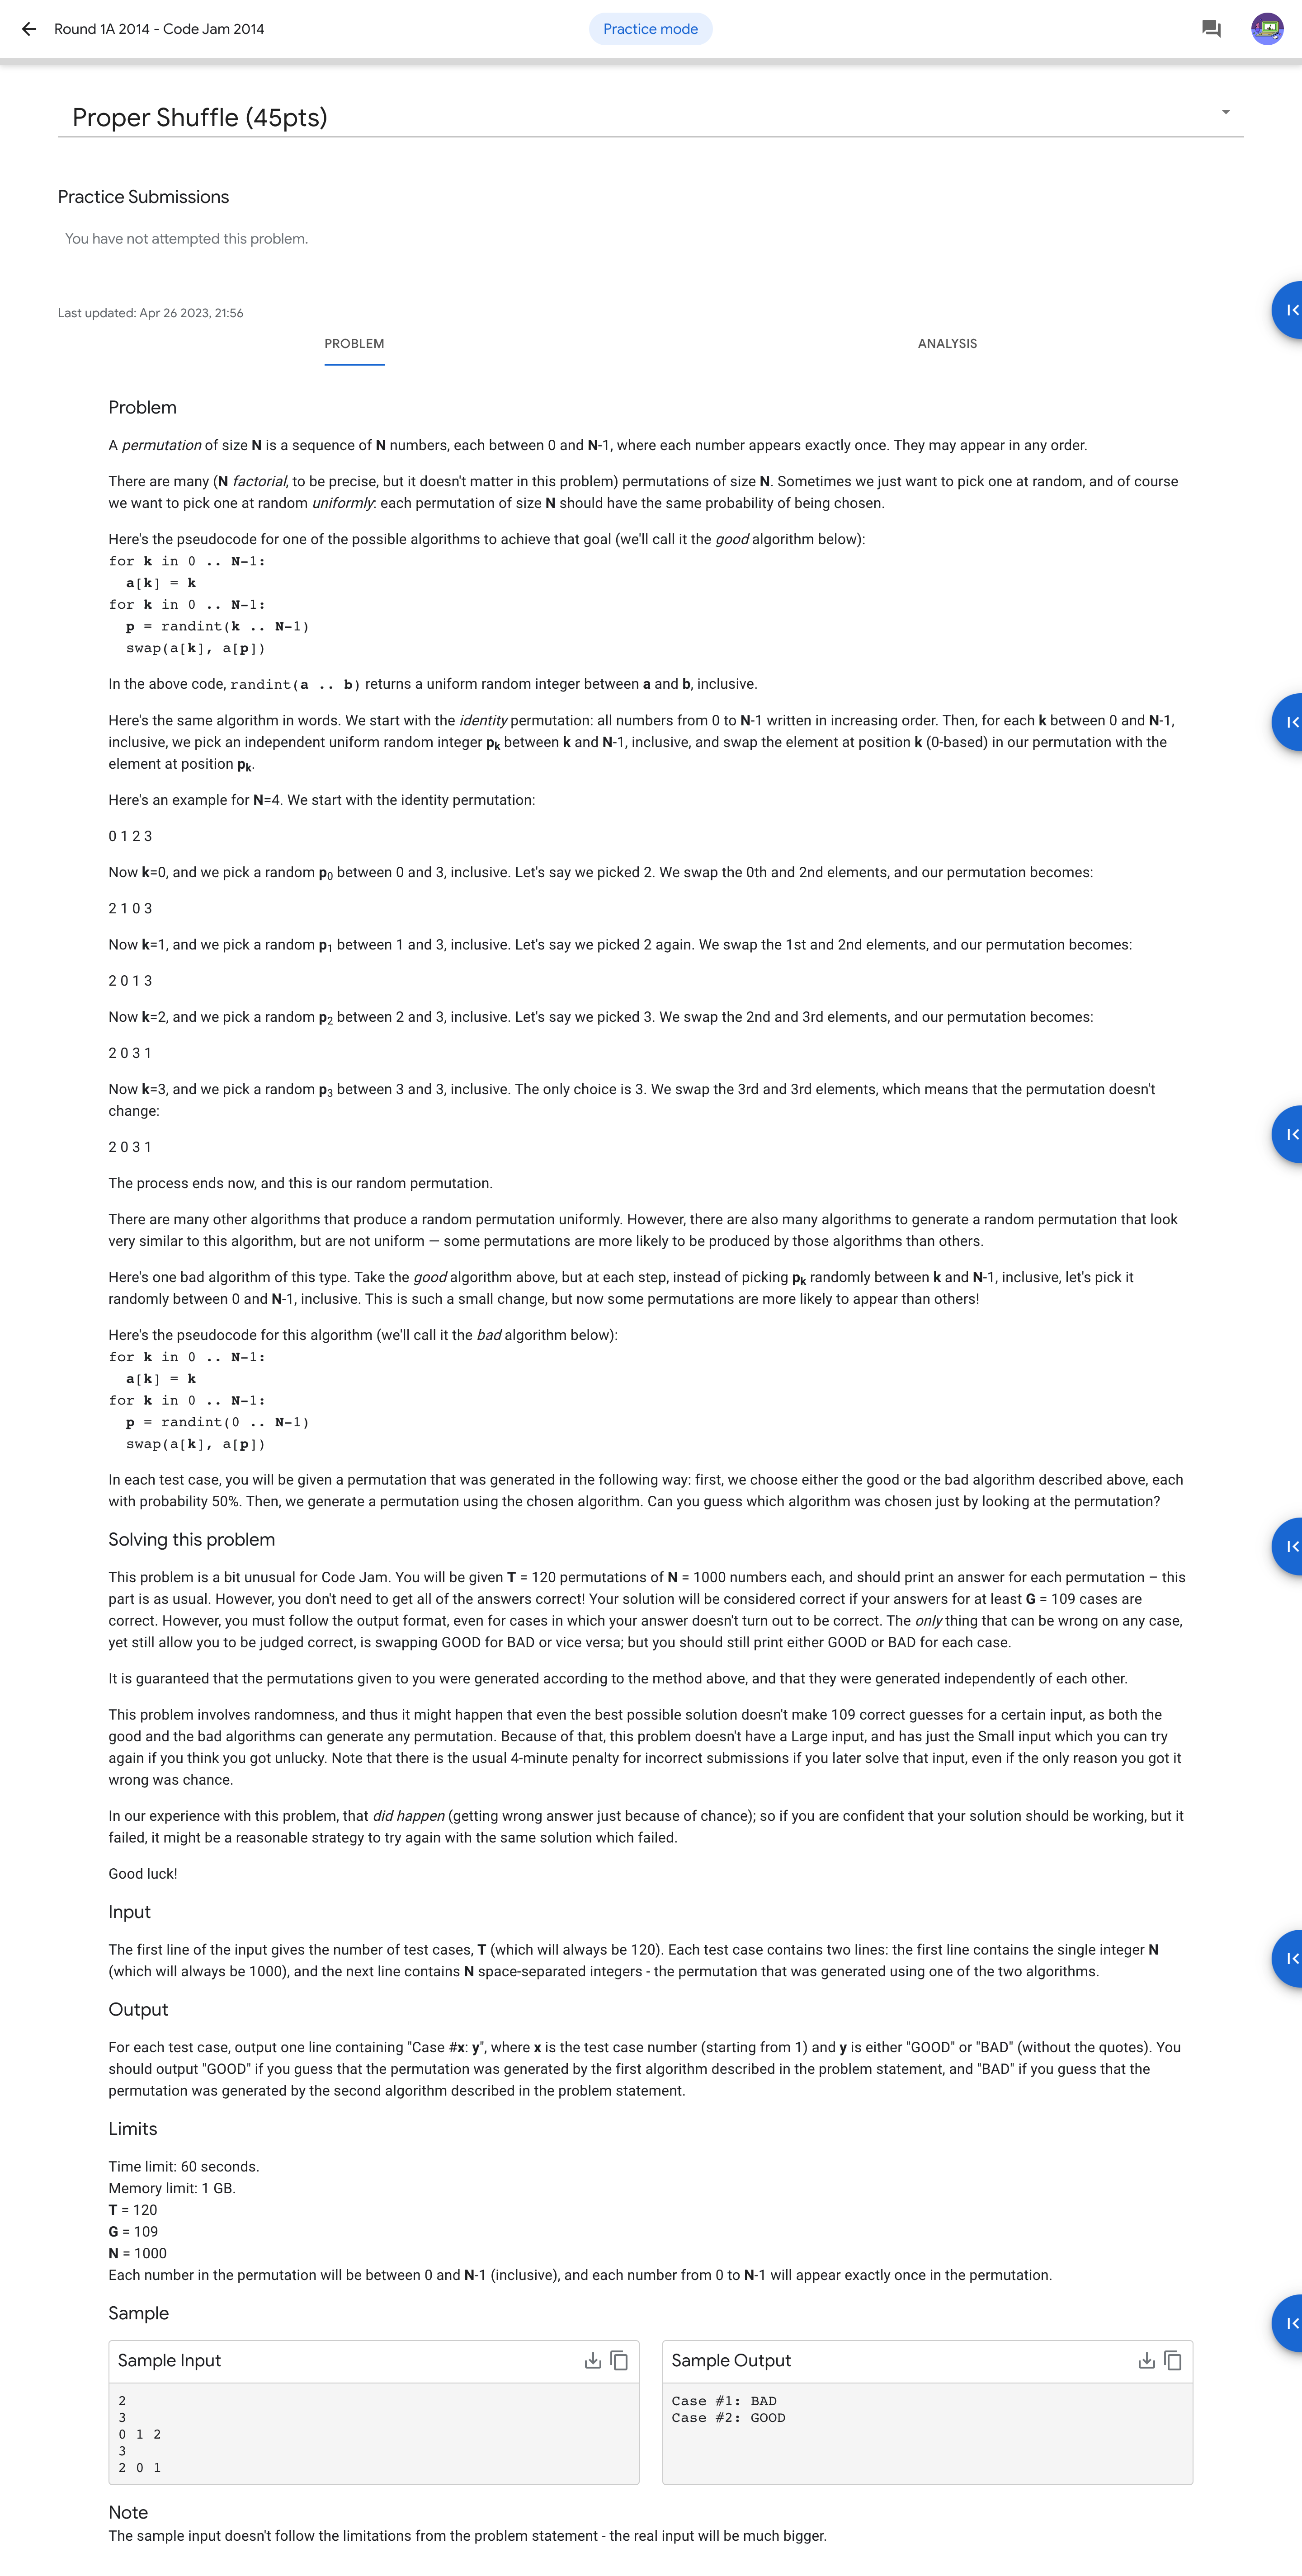 Round 1A 2014 - Code Jam 2014
Practice mode
Proper Shuffle (45pts)
Practice Submissions
You have not attempted this problem.
Last updated: Apr 26 2023, 21:56
PROBLEM
ANALYSIS
Problem
A permutation of size N is a sequence of N numbers, each between 0 and N-1, where each number appears exactly once. They may appear in any order.
There are many (N factorial, to be precise, but it doesn't matter in this problem) permutations of size N. Sometimes we just want to pick one at random, and of course
we want to pick one at random uniformly: each permutation of size N should have the same probability of being chosen.
Here's the pseudocode for one of the possible algorithms to achieve that goal (we'll call it the good algorithm below):
for k in 0 .. N-1:
  a[k] = k
for k in 0 .. N-1:
  p = randint(k .. N-1)
  swap(a[k], a[p])
In the above code, randint(a .. b) returns a uniform random integer between a and b, inclusive.
Here's the same algorithm in words. We start with the identity permutation: all numbers from 0 to N-1 written in increasing order. Then, for each k between 0 and N-1,
inclusive, we pick an independent uniform random integer pk between k and N-1, inclusive, and swap the element at position k (0-based) in our permutation with the
element at position pk.
Here's an example for N=4. We start with the identity permutation:
0 1 2 3
Now k=0, and we pick a random p0 between 0 and 3, inclusive. Let's say we picked 2. We swap the 0th and 2nd elements, and our permutation becomes:
2 1 0 3
Now k=1, and we pick a random p1 between 1 and 3, inclusive. Let's say we picked 2 again. We swap the 1st and 2nd elements, and our permutation becomes:
2 0 1 3
Now k=2, and we pick a random p2 between 2 and 3, inclusive. Let's say we picked 3. We swap the 2nd and 3rd elements, and our permutation becomes:
2 0 3 1
Now k=3, and we pick a random p3 between 3 and 3, inclusive. The only choice is 3. We swap the 3rd and 3rd elements, which means that the permutation doesn't
change:
2 0 3 1
The process ends now, and this is our random permutation.
There are many other algorithms that produce a random permutation uniformly. However, there are also many algorithms to generate a random permutation that look
very similar to this algorithm, but are not uniform — some permutations are more likely to be produced by those algorithms than others.
Here's one bad algorithm of this type. Take the good algorithm above, but at each step, instead of picking pk randomly between k and N-1, inclusive, let's pick it
randomly between 0 and N-1, inclusive. This is such a small change, but now some permutations are more likely to appear than others!
Here's the pseudocode for this algorithm (we'll call it the bad algorithm below):
for k in 0 .. N-1:
  a[k] = k
for k in 0 .. N-1:
  p = randint(0 .. N-1)
  swap(a[k], a[p])
In each test case, you will be given a permutation that was generated in the following way: first, we choose either the good or the bad algorithm described above, each
with probability 50%. Then, we generate a permutation using the chosen algorithm. Can you guess which algorithm was chosen just by looking at the permutation?
Solving this problem
This problem is a bit unusual for Code Jam. You will be given T = 120 permutations of N = 1000 numbers each, and should print an answer for each permutation – this
part is as usual. However, you don't need to get all of the answers correct! Your solution will be considered correct if your answers for at least G = 109 cases are
correct. However, you must follow the output format, even for cases in which your answer doesn't turn out to be correct. The only thing that can be wrong on any case,
yet still allow you to be judged correct, is swapping GOOD for BAD or vice versa; but you should still print either GOOD or BAD for each case.
It is guaranteed that the permutations given to you were generated according to the method above, and that they were generated independently of each other.
This problem involves randomness, and thus it might happen that even the best possible solution doesn't make 109 correct guesses for a certain input, as both the
good and the bad algorithms can generate any permutation. Because of that, this problem doesn't have a Large input, and has just the Small input which you can try
again if you think you got unlucky. Note that there is the usual 4-minute penalty for incorrect submissions if you later solve that input, even if the only reason you got it
wrong was chance.
In our experience with this problem, that did happen (getting wrong answer just because of chance); so if you are confident that your solution should be working, but it
failed, it might be a reasonable strategy to try again with the same solution which failed.
Good luck!
Input
The first line of the input gives the number of test cases, T (which will always be 120). Each test case contains two lines: the first line contains the single integer N
(which will always be 1000), and the next line contains N space-separated integers - the permutation that was generated using one of the two algorithms.
Output
For each test case, output one line containing "Case #x: y", where x is the test case number (starting from 1) and y is either "GOOD" or "BAD" (without the quotes). You
should output "GOOD" if you guess that the permutation was generated by the first algorithm described in the problem statement, and "BAD" if you guess that the
permutation was generated by the second algorithm described in the problem statement.
Limits
Time limit: 60 seconds.
Memory limit: 1 GB.
T = 120
G = 109
N = 1000
Each number in the permutation will be between 0 and N-1 (inclusive), and each number from 0 to N-1 will appear exactly once in the permutation.
Sample
Sample Input
2
3
0 1 2
3
2 0 1
Sample Output
Case #1: BAD
Case #2: GOOD
Note
The sample input doesn't follow the limitations from the problem statement - the real input will be much bigger.